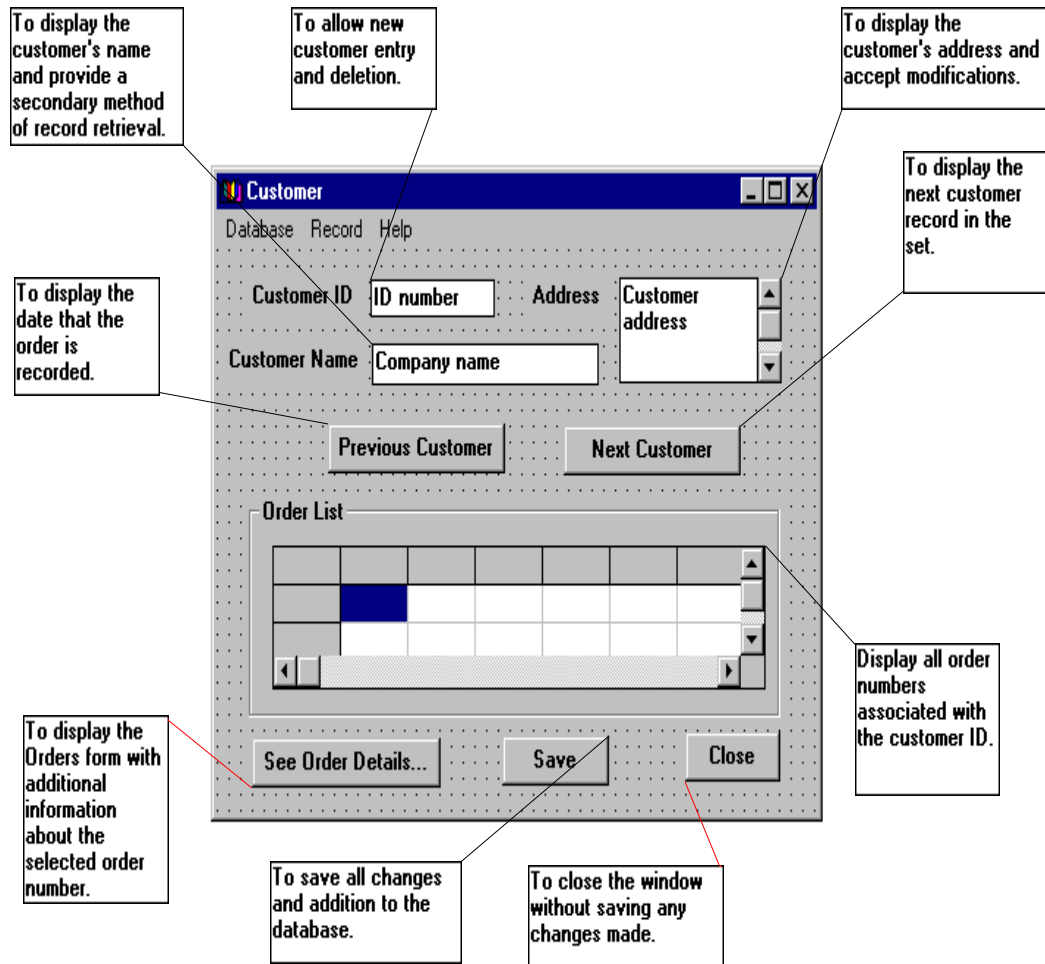 To display the
customer's name
and provide a
secondary method
of record retrieval.
To allow new
customer entry
and deletion.
To display the
customer's address and
accept modifications.
To display the
next customer
record in the
set.
Customer
Database Record Help
Customer ID
ID number
Address
Customer
address
To display the
date that the
order is
recorded.
Customer Name
Company name
Previous Customer
Next Customer
Order List
Display all order
numbers
associated with
the customer ID.
To display the
Orders form with
additional
information
about the
selected order
number.
See Order Details...
Save
Close
To save all changes
and addition to the
database.
To close the window
without saving any
changes made.